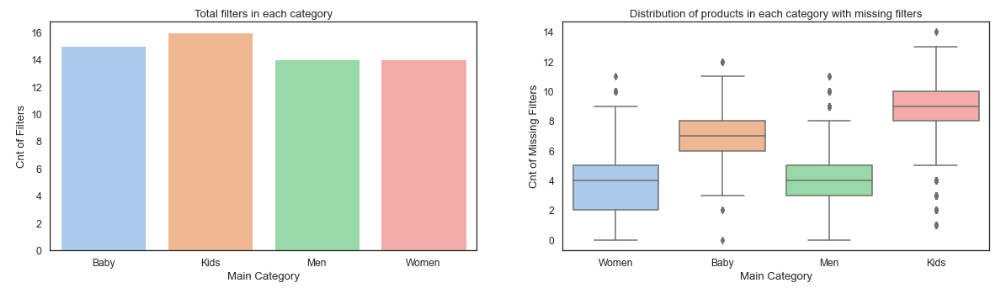 Total filters in each category
Cnt of Filters
16
14
12
10
8
6
4
2
0
Baby Kids Men Women
Main Category
Distribution of products in each category with missing filters
Cnt of Missing Filters
14
12
10
8
6
4
2
0
Women Baby Men Kids
Main Category